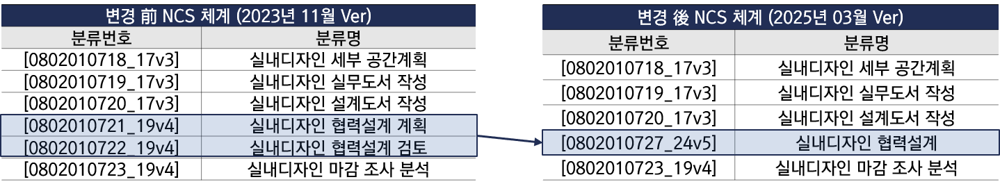 변경 前 NCS 체계 (2023년 11월 Ver)
분류번호 분류명
[0802010718_17v3] 실내디자인 세부 공간계획
[0802010719_17v3] 실내디자인 실무도서 작성
[0802010720_17v3] 실내디자인 설계도서 작성
[0802010721_19v4] 실내디자인 협력설계 계획
[0802010722_19v4] 실내디자인 협력설계 검토
[0802010723_19v4] 실내디자인 마감 조사 분석
변경 後 NCS 체계 (2025년 03월 Ver)
분류번호 분류명
[0802010718_17v3] 실내디자인 세부 공간계획
[0802010719_17v3] 실내디자인 실무도서 작성
[0802010720_17v3] 실내디자인 설계도서 작성
[0802010727_24v5] 실내디자인 협력설계
[0802010723_19v4] 실내디자인 마감 조사 분석